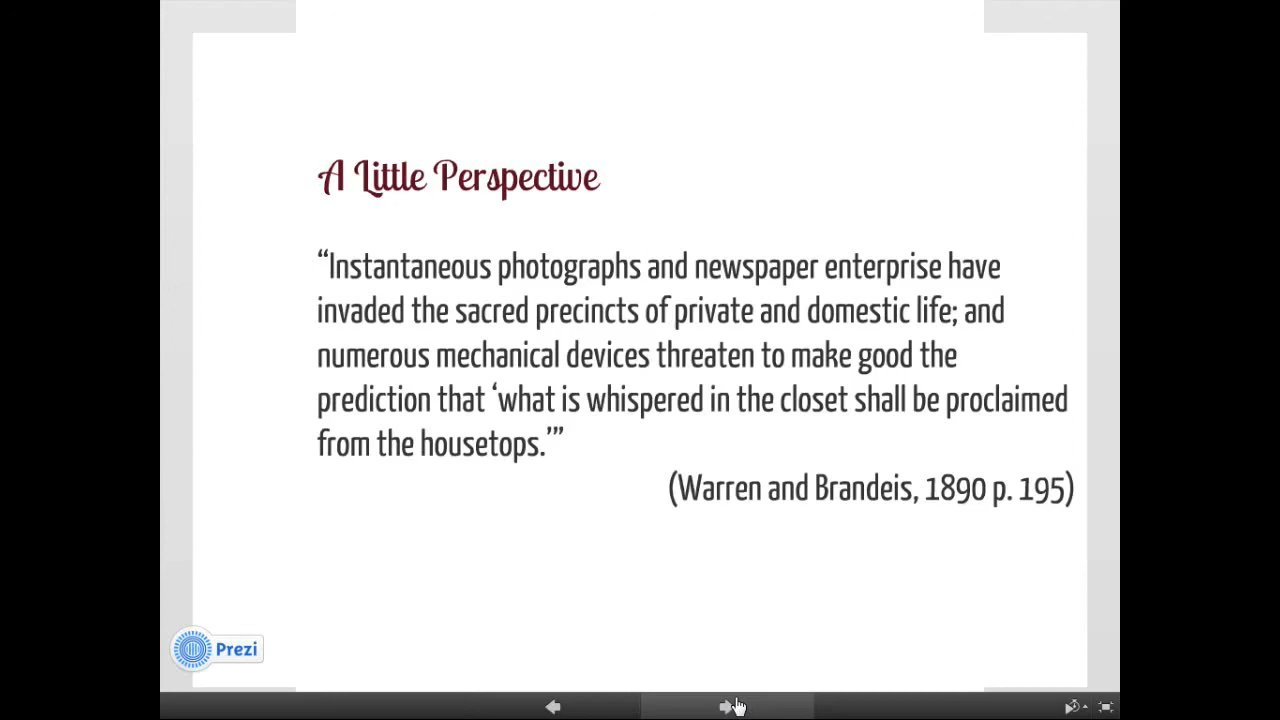 A Little Perspective
“Instantaneous photographs and newspaper enterprise have
invaded the sacred precincts of private and domestic life; and
numerous mechanical devices threaten to make good the
prediction that ‘what is whispered in the closet shall be proclaimed
from the housetops.’”
(Warren and Brandeis, 1890 p. 195)
Prezi